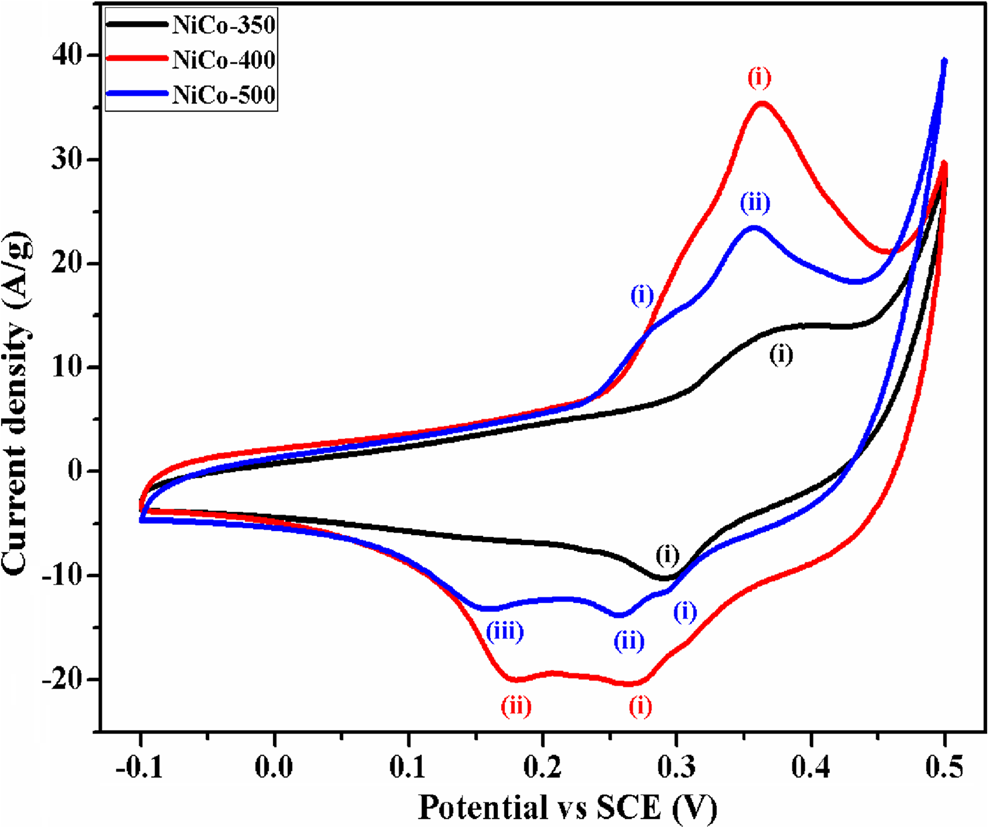 NiCo-350
NiCo-400
NiCo-500
40
30
20
10
0
-10
-20
Current density (A/g)
(i)
(ii)
(i)
(i)
(i)
(i)
(iii)
(ii)
(ii)
(i)
-0.1 0.0 0.1 0.2 0.3 0.4 0.5
Potential vs SCE (V)